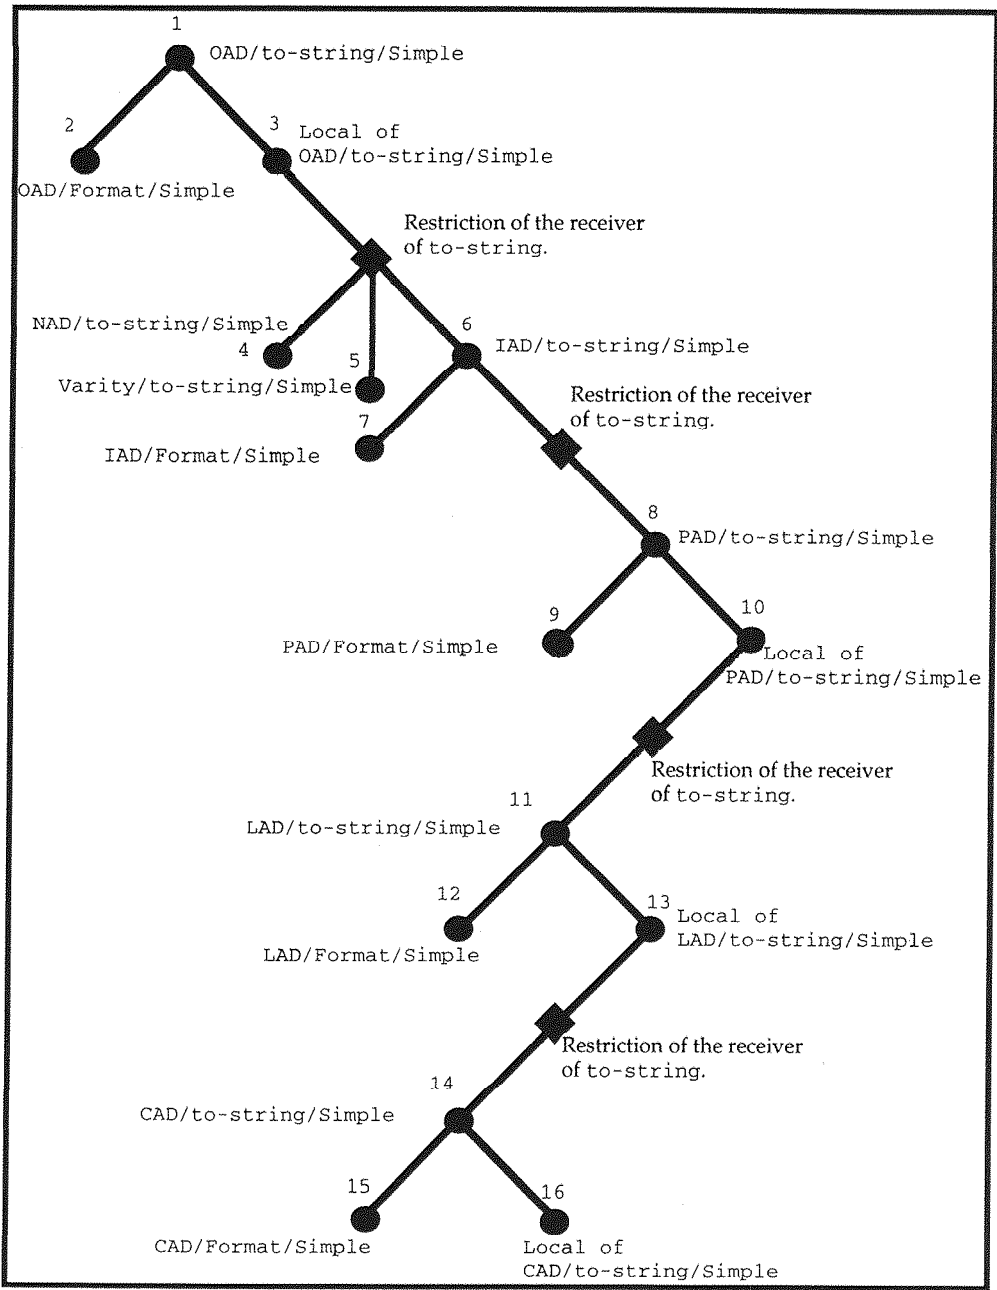 1
OAD/to-string/Simple
2
3
Local of
OAD/to-string/Simple
OAD/Format/Simple
Restriction of the receiver
of to-string.
NAD/to-string/Simple
4
5
6
IAD/to-string/Simple
Varity/to-string/Simple
7
Restriction of the receiver
of to-string.
IAD/Format/Simple
8
PAD/to-string/Simple
9
10
PAD/Format/Simple
Local of
PAD/to-string/Simple
Restriction of the receiver
of to-string.
11
LAD/to-string/Simple
12
13
Local of
LAD/to-string/Simple
LAD/Format/Simple
Restriction of the receiver
of to-string.
14
CAD/to-string/Simple
15
16
CAD/Format/Simple
Local of
CAD/to-string/Simple